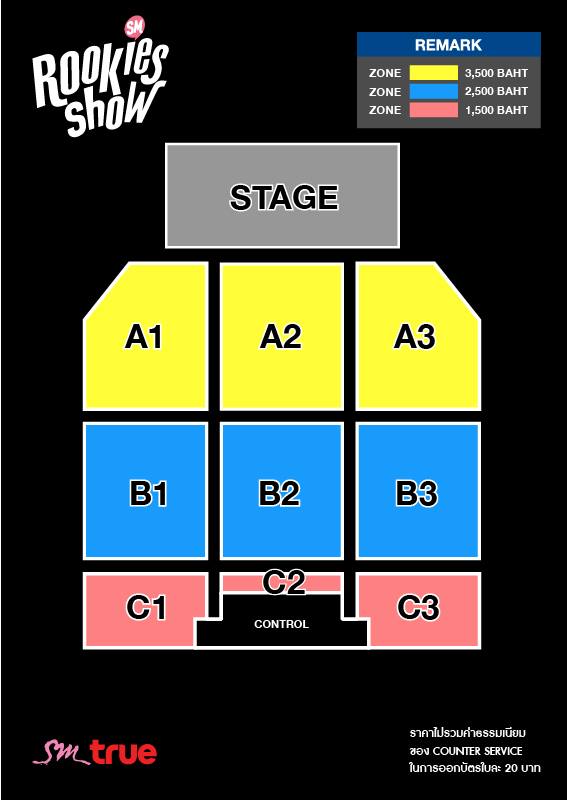 SM
ROOKIES
SHOW
REMARK
ZONE 3,500 BAHT
ZONE 2,500 BAHT
ZONE 1,500 BAHT
STAGE
A1 A2 A3
B1 B2 B3
C1 C2 C3
CONTROL
SM true
ราคาไม่รวมค่าธรรมเนียม
ของ COUNTER SERVICE
ในการออกบัตรใบละ 20 บาท